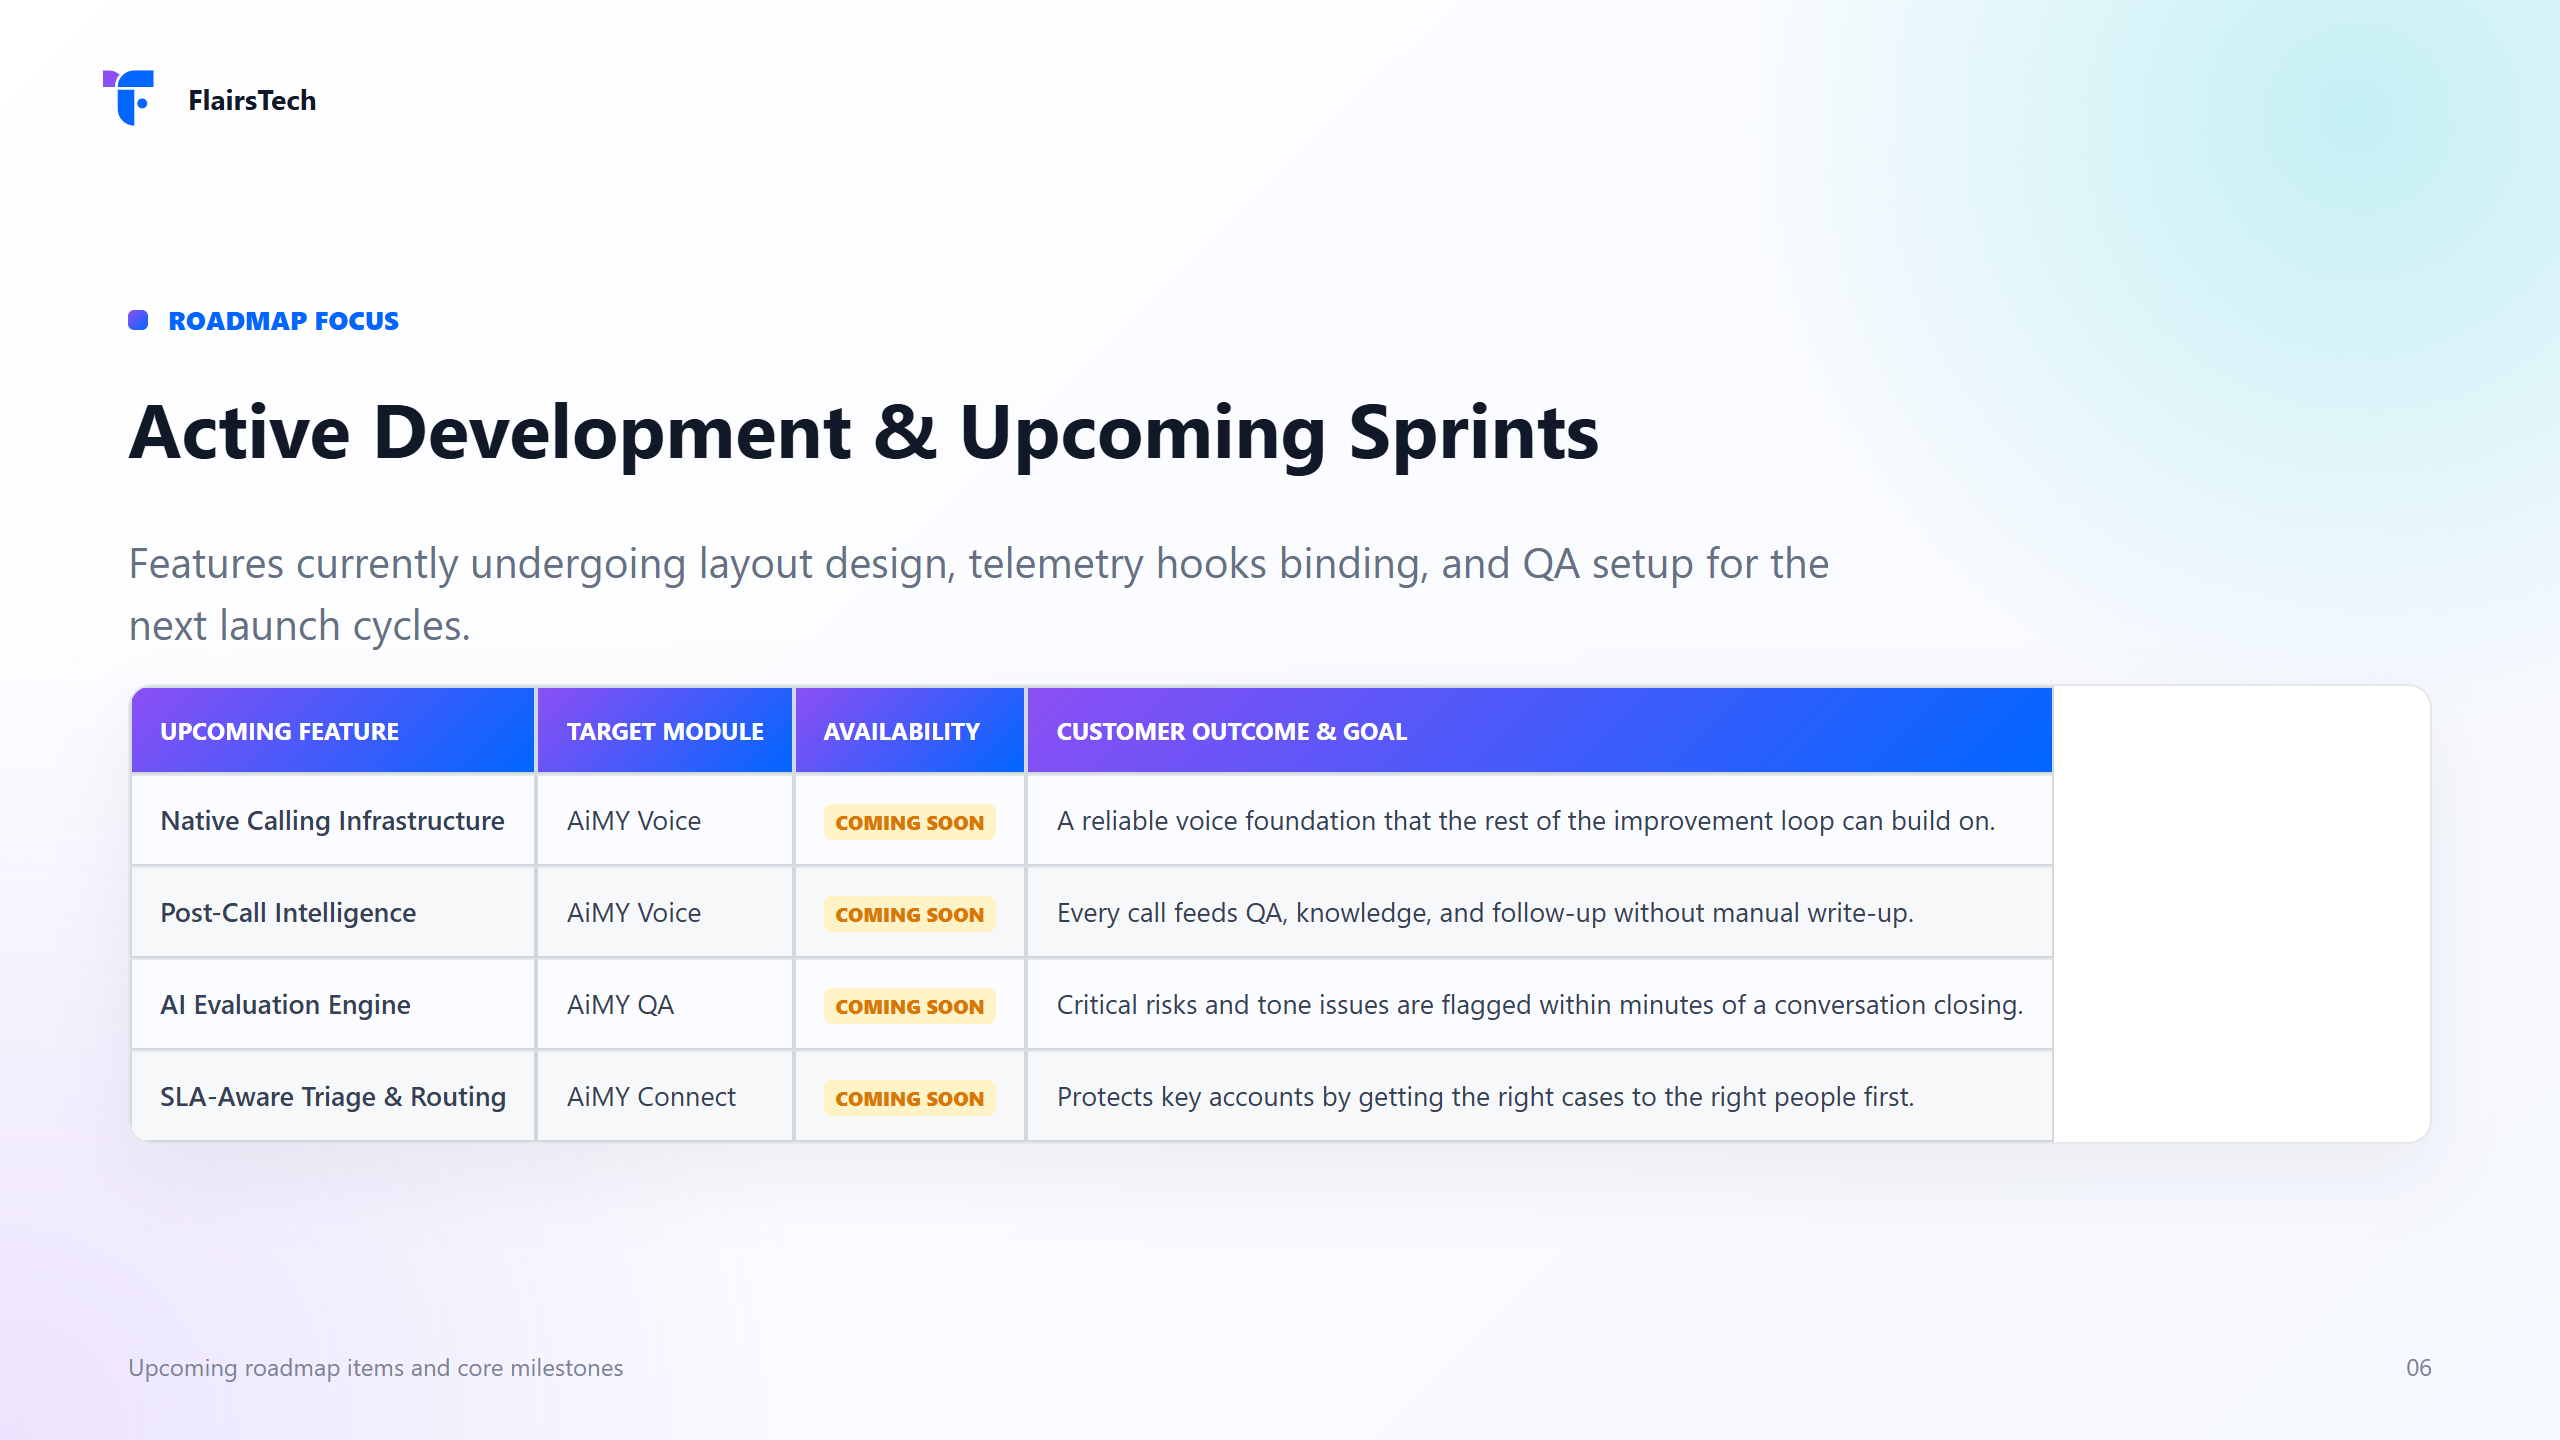 FlairsTech
ROADMAP FOCUS
Active Development & Upcoming Sprints
Features currently undergoing layout design, telemetry hooks binding, and QA setup for the
next launch cycles.
UPCOMING FEATURE TARGET MODULE AVAILABILITY CUSTOMER OUTCOME & GOAL
Native Calling Infrastructure AiMY Voice COMING SOON A reliable voice foundation that the rest of the improvement loop can build on.
Post-Call Intelligence AiMY Voice COMING SOON Every call feeds QA, knowledge, and follow-up without manual write-up.
AI Evaluation Engine AiMY QA COMING SOON Critical risks and tone issues are flagged within minutes of a conversation closing.
SLA-Aware Triage & Routing AiMY Connect COMING SOON Protects key accounts by getting the right cases to the right people first.
Upcoming roadmap items and core milestones 06